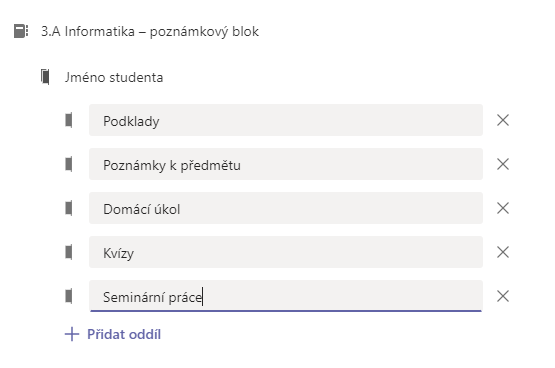 3.A Informatika – poznámkový blok
Jméno studenta
Podklady
Poznámky k předmětu
Domácí úkol
Kvízy
Seminární práce
Přidat oddíl